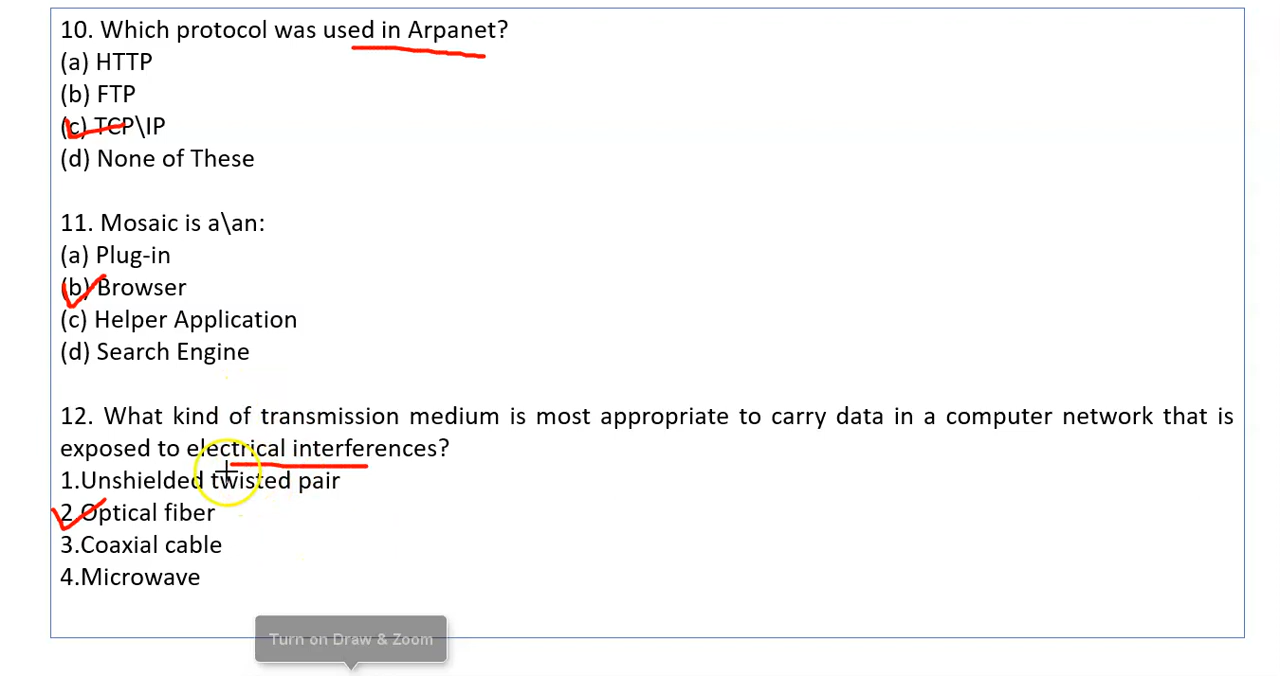 10. Which protocol was used in Arpanet?
(a) HTTP
(b) FTP
(c) TCP\IP
(d) None of These
11. Mosaic is a\an:
(a) Plug-in
(b) Browser
(c) Helper Application
(d) Search Engine
12. What kind of transmission medium is most appropriate to carry data in a computer network that is
exposed to electrical interferences?
1.Unshielded twisted pair
2.Optical fiber
3.Coaxial cable
4.Microwave
Turn on Draw & Zoom